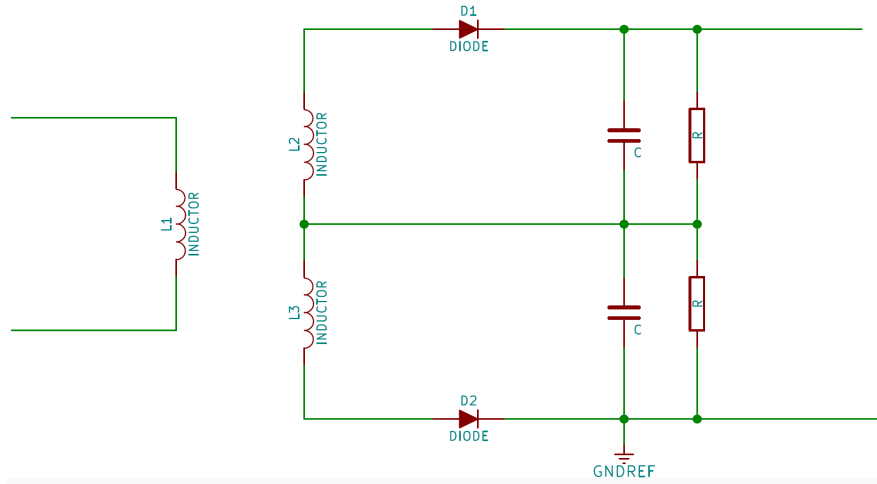 D1
DIODE
L2
INDUCTOR
C
R
L1
INDUCTOR
L3
INDUCTOR
C
R
D2
DIODE
GNDREF